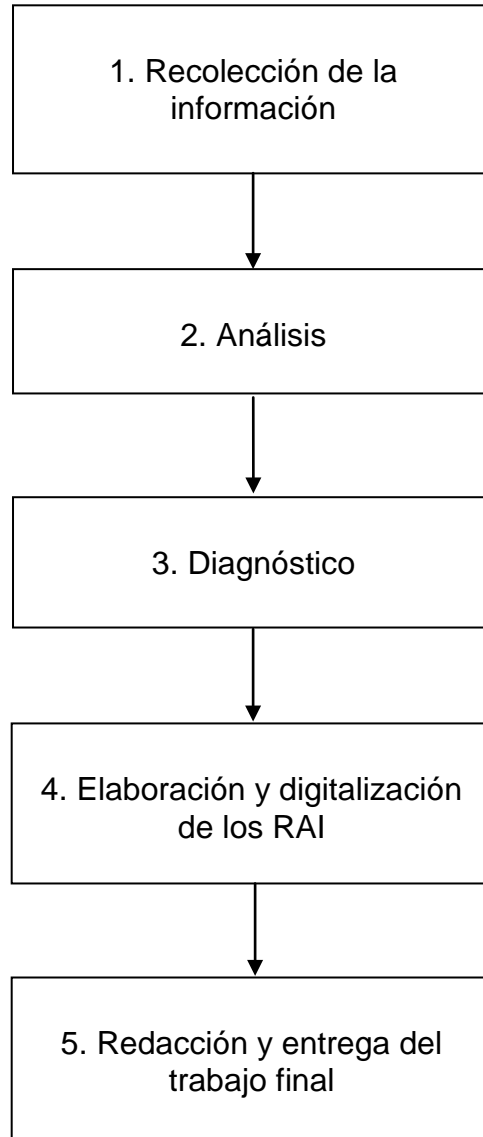 1. Recolección de la
información
2. Análisis
3. Diagnóstico
4. Elaboración y digitalización
de los RAI
5. Redacción y entrega del
trabajo final